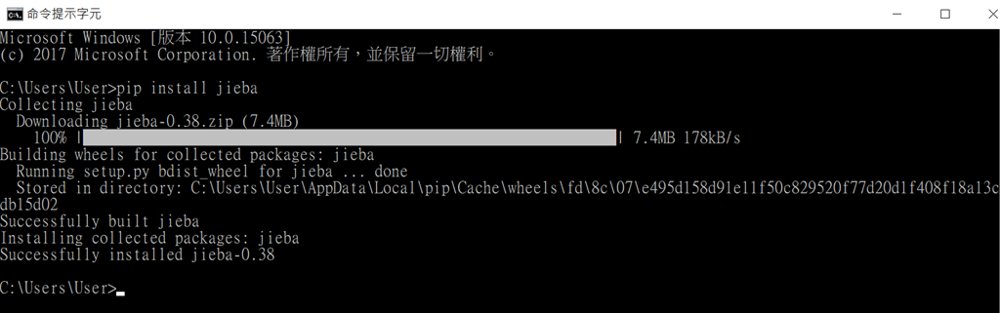 命令提示字元
Microsoft Windows [版本 10.0.15063]
(c) 2017 Microsoft Corporation. 著作權所有，並保留一切權利。
C:\Users\User>pip install jieba
Collecting jieba
Downloading jieba-0.38.zip (7.4MB)
100% |████████████████████████████████| 7.4MB 178kB/s
Building wheels for collected packages: jieba
Running setup.py bdist_wheel for jieba ... done
Stored in directory: C:\Users\User\AppData\Local\pip\Cache\wheels\fd\8c\07\e495d158d91e11f50c829520f77d20d1f408f18a13c
db15d02
Successfully built jieba
Installing collected packages: jieba
Successfully installed jieba-0.38
C:\Users\User>